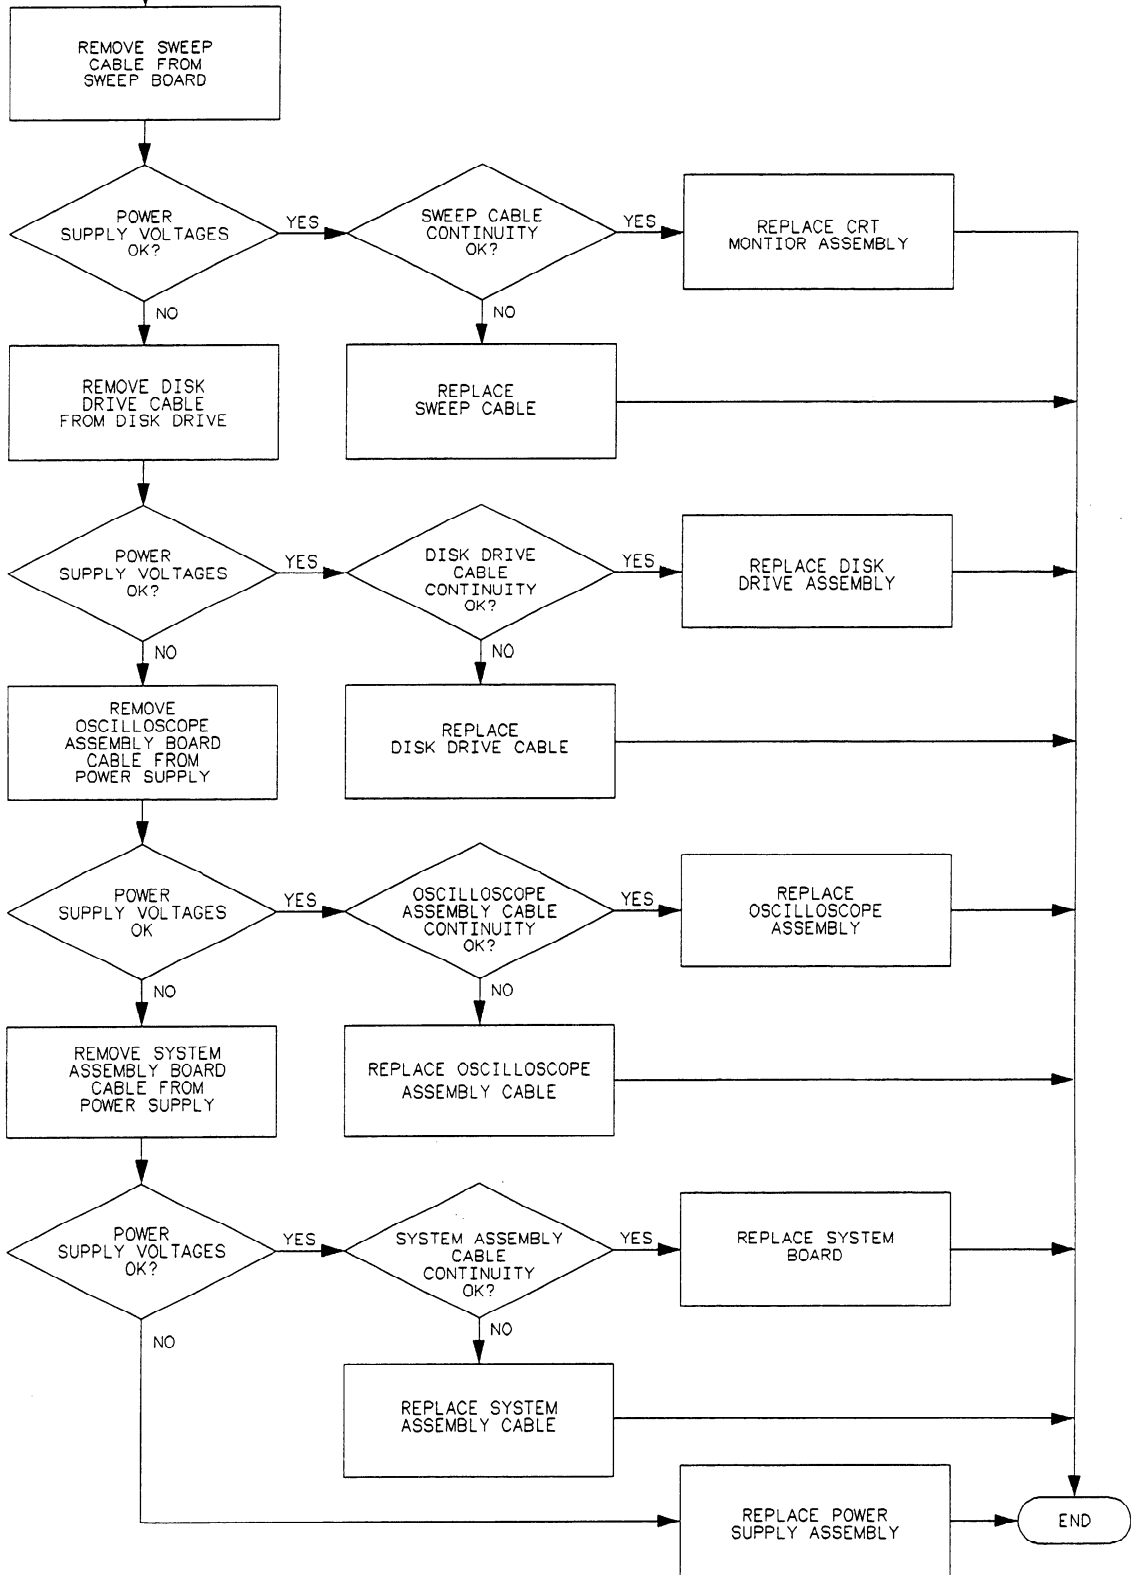 REMOVE SWEEP
CABLE FROM
SWEEP BOARD
POWER
SUPPLY VOLTAGES
OK?
YES
SWEEP CABLE
CONTINUITY
OK?
YES
REPLACE CRT
MONTIOR ASSEMBLY
NO
NO
REMOVE DISK
DRIVE CABLE
FROM DISK DRIVE
REPLACE
SWEEP CABLE
POWER
SUPPLY VOLTAGES
OK?
YES
DISK DRIVE
CABLE
CONTINUITY
OK?
YES
REPLACE DISK
DRIVE ASSEMBLY
NO
NO
REMOVE
OSCILLOSCOPE
ASSEMBLY BOARD
CABLE FROM
POWER SUPPLY
REPLACE
DISK DRIVE CABLE
POWER
SUPPLY VOLTAGES
OK
YES
OSCILLOSCOPE
ASSEMBLY CABLE
CONTINUITY
OK?
YES
REPLACE
OSCILLOSCOPE
ASSEMBLY
NO
NO
REMOVE SYSTEM
ASSEMBLY BOARD
CABLE FROM
POWER SUPPLY
REPLACE OSCILLOSCOPE
ASSEMBLY CABLE
POWER
SUPPLY VOLTAGES
OK?
YES
SYSTEM ASSEMBLY
CABLE
CONTINUITY
OK?
YES
REPLACE SYSTEM
BOARD
NO
NO
REPLACE SYSTEM
ASSEMBLY CABLE
REPLACE POWER
SUPPLY ASSEMBLY
END